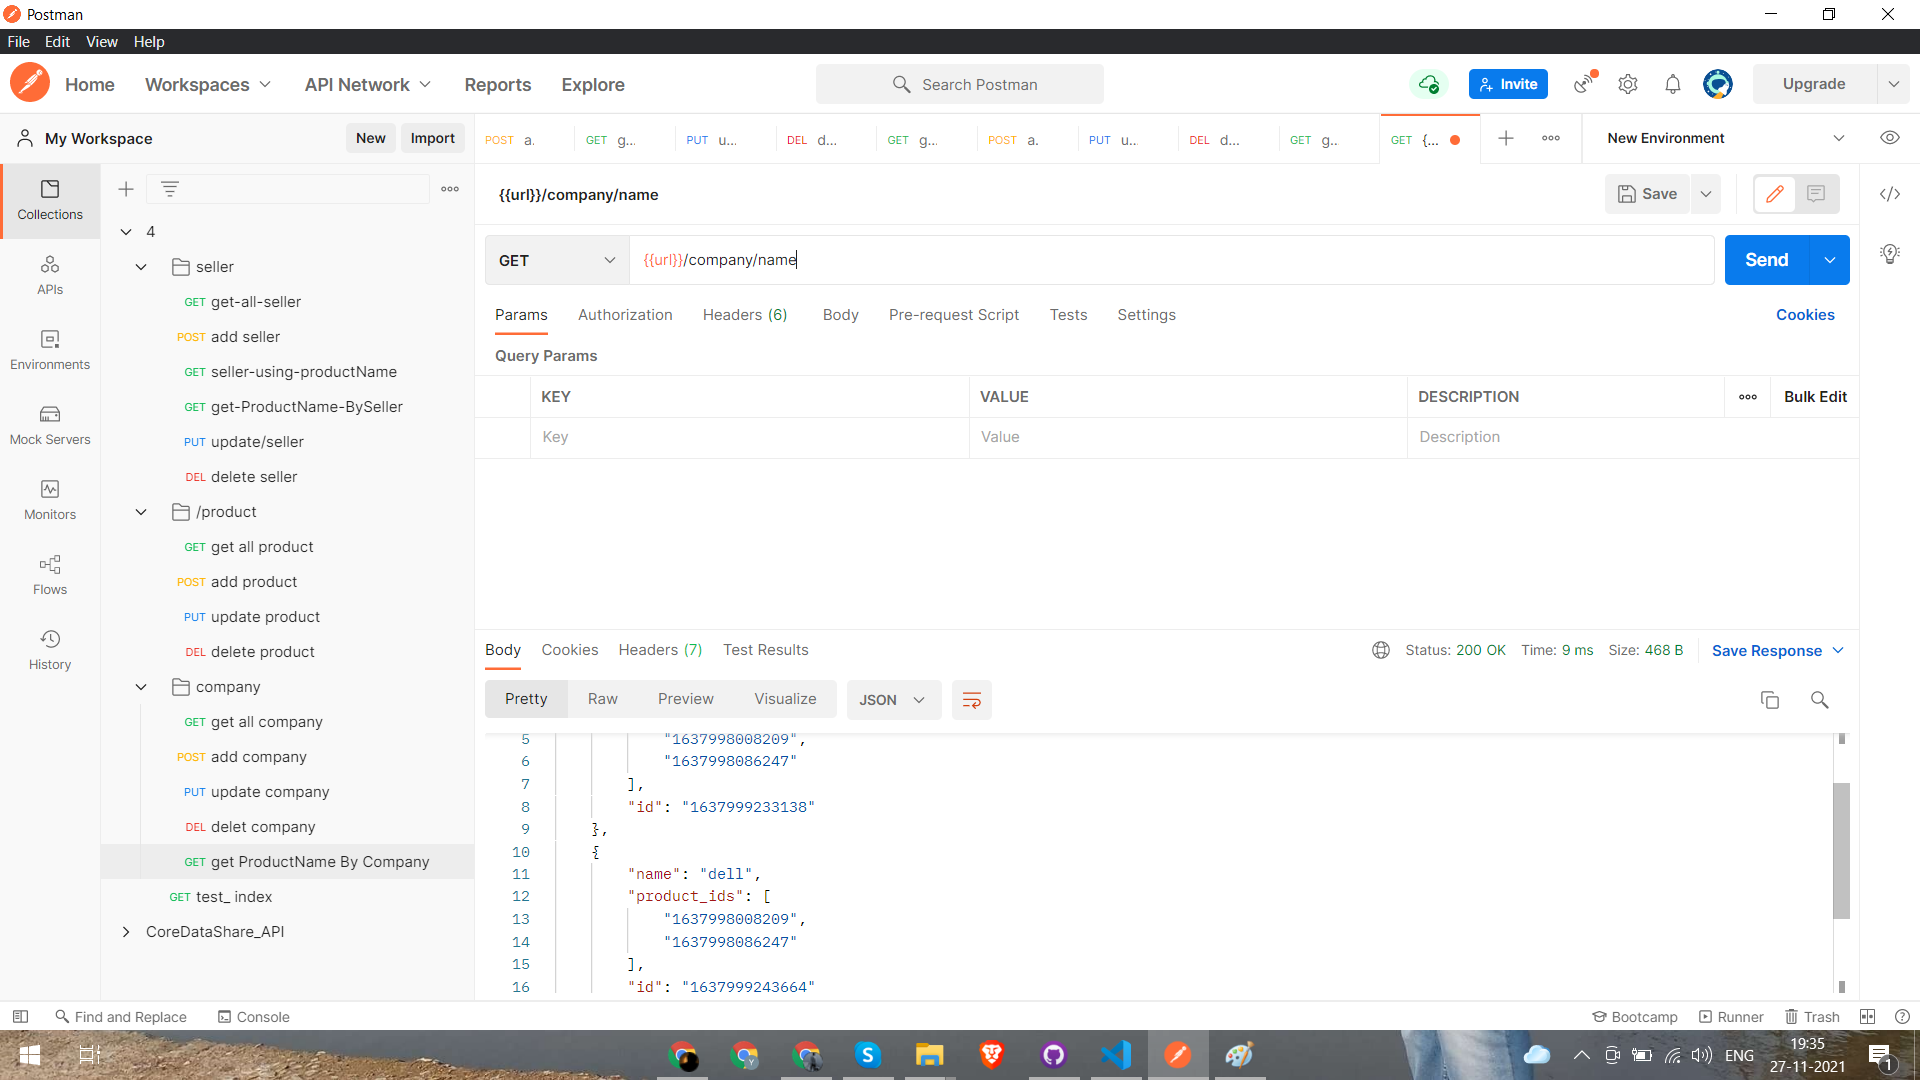 Postman
File Edit View Help
Home Workspaces API Network Reports Explore Search Postman Invite Upgrade
My Workspace New Import
POST a. GET g... PUT u... DEL d... GET g... POST a. PUT u... DEL d... GET g.. GET {... New Environment
Collections
APIs
Environments
Mock Servers
Monitors
Flows
History
4
seller
GET get-all-seller
POST add seller
GET seller-using-productName
GET get-ProductName-BySeller
PUT update/seller
DEL delete seller
/product
GET get all product
POST add product
PUT update product
DEL delete product
company
GET get all company
POST add company
PUT update company
DEL delet company
GET get ProductName By Company
GET test_ index
CoreDataShare_API
{{url}}/company/name Save
GET {{url}}/company/name Send
Params Authorization Headers (6) Body Pre-request Script Tests Settings Cookies
Query Params
KEY VALUE DESCRIPTION Bulk Edit
Key Value Description
Body Cookies Headers (7) Test Results Status: 200 OK Time: 9 ms Size: 468 B Save Response
Pretty Raw Preview Visualize JSON
5 "1637998008209",
6 "1637998086247"
7 ],
8 "id": "1637999233138"
9 },
10 {
11 "name": "dell",
12 "product_ids": [
13 "1637998008209",
14 "1637998086247"
15 ],
16 "id": "1637999243664"
Find and Replace Console Bootcamp Runner Trash
ENG 19:35
27-11-2021 1